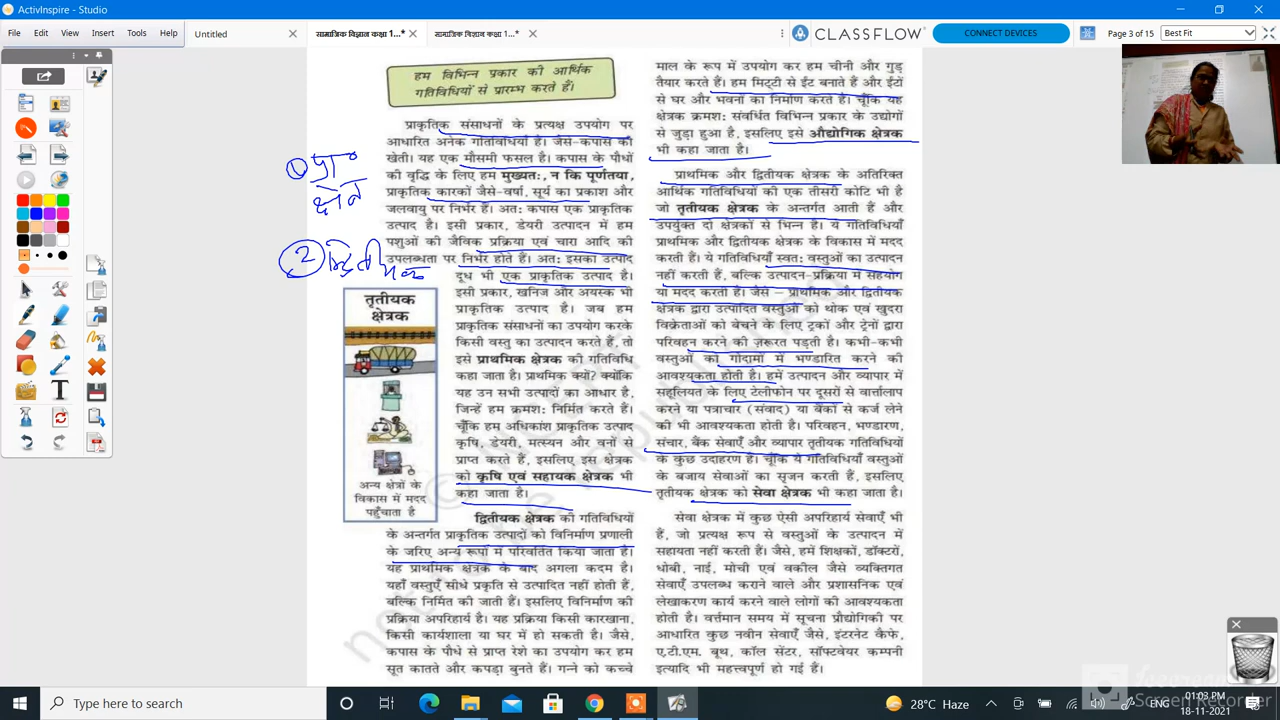 ActivInspire - Studio
File Edit View Insert Tools Help
Untitled
सामाजिक विज्ञान कक्षा 1...*
सामाजिक विज्ञान कक्षा 1...*
CLASSFLOW
CONNECT DEVICES
Page 3 of 15
Best Fit
हम विभिन्न प्रकार की आर्थिक
गतिविधियों से प्रारम्भ करते हैं।
प्राकृतिक संसाधनों के प्रत्यक्ष उपयोग पर
आधारित अनेक गतिविधियाँ हैं। जैसे-कपास की
खेती। यह एक मौसमी फसल है। कपास के पौधों
की वृद्धि के लिए हम मुख्यत:, न कि पूर्णतया,
प्राकृतिक कारकों जैसे-वर्षा, सूर्य का प्रकाश और
जलवायु पर निर्भर हैं। अत: कपास एक प्राकृतिक
उत्पाद है। इसी प्रकार, डेयरी उत्पादन में हम
पशुओं की जैविक प्रक्रिया एवं चारा आदि की
उपलब्धता पर निर्भर होते हैं। अत: इसका उत्पाद
दूध भी एक प्राकृतिक उत्पाद है।
इसी प्रकार, खनिज और अयस्क भी
प्राकृतिक उत्पाद है। जब हम
प्राकृतिक संसाधनों का उपयोग करके
किसी वस्तु का उत्पादन करते हैं, तो
इसे प्राथमिक क्षेत्रक की गतिविधि
कहा जाता है। प्राथमिक क्यों? क्योंकि
यह उन सभी उत्पादों का आधार है,
जिन्हें हम क्रमश: निर्मित करते हैं।
चूँकि हम अधिकांश प्राकृतिक उत्पाद
कृषि, डेयरी, मत्स्यन और वनों से
प्राप्त करते हैं, इसलिए इस क्षेत्रक
को कृषि एवं सहायक क्षेत्रक भी
कहा जाता है।
द्वितीयक क्षेत्रक की गतिविधियों
के अन्तर्गत प्राकृतिक उत्पादों को विनिर्माण प्रणाली
के जरिए अन्य रूपों में परिवर्तित किया जाता है।
यह प्राथमिक क्षेत्रक के बाद अगला कदम है।
यहाँ वस्तुएँ सीधे प्रकृति से उत्पादित नहीं होती हैं,
बल्कि निर्मित की जाती हैं। इसलिए विनिर्माण की
प्रक्रिया अपरिहार्य है। यह प्रक्रिया किसी कारखाना,
किसी कार्यशाला या घर में हो सकती है। जैसे,
कपास के पौधे से प्राप्त रेशे का उपयोग कर हम
सूत कातते और कपड़ा बुनते हैं। गन्ने को कच्चे
तृतीयक
क्षेत्रक
अन्य क्षेत्रों के
विकास में मदद
पहुँचाता है
माल के रूप में उपयोग कर हम चीनी और गुड़
तैयार करते हैं। हम मिट्टी से ईंट बनाते हैं और ईंटों
से घर और भवनों का निर्माण करते हैं। चूँकि यह
क्षेत्रक क्रमश: संवर्धित विभिन्न प्रकार के उद्योगों
से जुड़ा हुआ है, इसलिए इसे औद्योगिक क्षेत्रक
भी कहा जाता है।
प्राथमिक और द्वितीयक क्षेत्रक के अतिरिक्त
आर्थिक गतिविधियों की एक तीसरी कोटि भी है
जो तृतीयक क्षेत्रक के अन्तर्गत आती हैं और
उपर्युक्त दो क्षेत्रकों से भिन्न है। ये गतिविधियाँ
प्राथमिक और द्वितीयक क्षेत्रक के विकास में मदद
करती हैं। ये गतिविधियाँ स्वत: वस्तुओं का उत्पादन
नहीं करती हैं, बल्कि उत्पादन-प्रक्रिया में सहयोग
या मदद करती हैं। जैसे – प्राथमिक और द्वितीयक
क्षेत्रक द्वारा उत्पादित वस्तुओं को थोक एवं खुदरा
विक्रेताओं को बेचने के लिए ट्रकों और ट्रेनों द्वारा
परिवहन करने की ज़रूरत पड़ती है। कभी-कभी
वस्तुओं को गोदामों में भण्डारित करने की
आवश्यकता होती है। हमें उत्पादन और व्यापार में
सहूलियत के लिए टेलीफोन पर दूसरों से वार्त्तालाप
करने या पत्राचार (संवाद) या बैंकों से कर्ज लेने
की भी आवश्यकता होती है। परिवहन, भण्डारण,
संचार, बैंक सेवाएँ और व्यापार तृतीयक गतिविधियों
के कुछ उदाहरण हैं। चूँकि ये गतिविधियाँ वस्तुओं
के बजाय सेवाओं का सृजन करती हैं, इसलिए
तृतीयक क्षेत्रक को सेवा क्षेत्रक भी कहा जाता है।
सेवा क्षेत्रक में कुछ ऐसी अपरिहार्य सेवाएँ भी
हैं, जो प्रत्यक्ष रूप से वस्तुओं के उत्पादन में
सहायता नहीं करती हैं। जैसे, हमें शिक्षकों, डॉक्टरों,
धोबी, नाई, मोची एवं वकील जैसे व्यक्तिगत
सेवाएँ उपलब्ध कराने वाले और प्रशासनिक एवं
लेखाकरण कार्य करने वाले लोगों की आवश्यकता
होती है। वर्त्तमान समय में सूचना प्रौद्योगिकी पर
आधारित कुछ नवीन सेवाएँ जैसे, इंटरनेट कैफे,
ए.टी.एम. बूथ, कॉल सेंटर, सॉफ्टवेयर कम्पनी
इत्यादि भी महत्त्वपूर्ण हो गई हैं।
Type here to search
28°C Haze
ENG
01:03 PM
18-11-2021
Screen Recorder